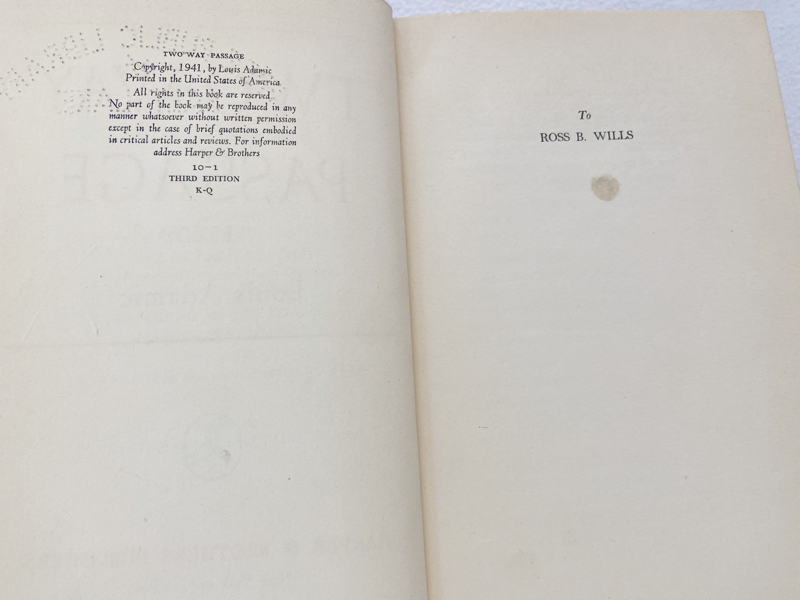 PUBLIC LIBRARY
TWO-WAY PASSAGE
Copyright, 1941, by Louis Adamic
Printed in the United States of America
All rights in this book are reserved.
No part of the book may be reproduced in any
manner whatsoever without written permission
except in the case of brief quotations embodied
in critical articles and reviews. For information
address Harper & Brothers
10-1
THIRD EDITION
K-Q
To
ROSS B. WILLS